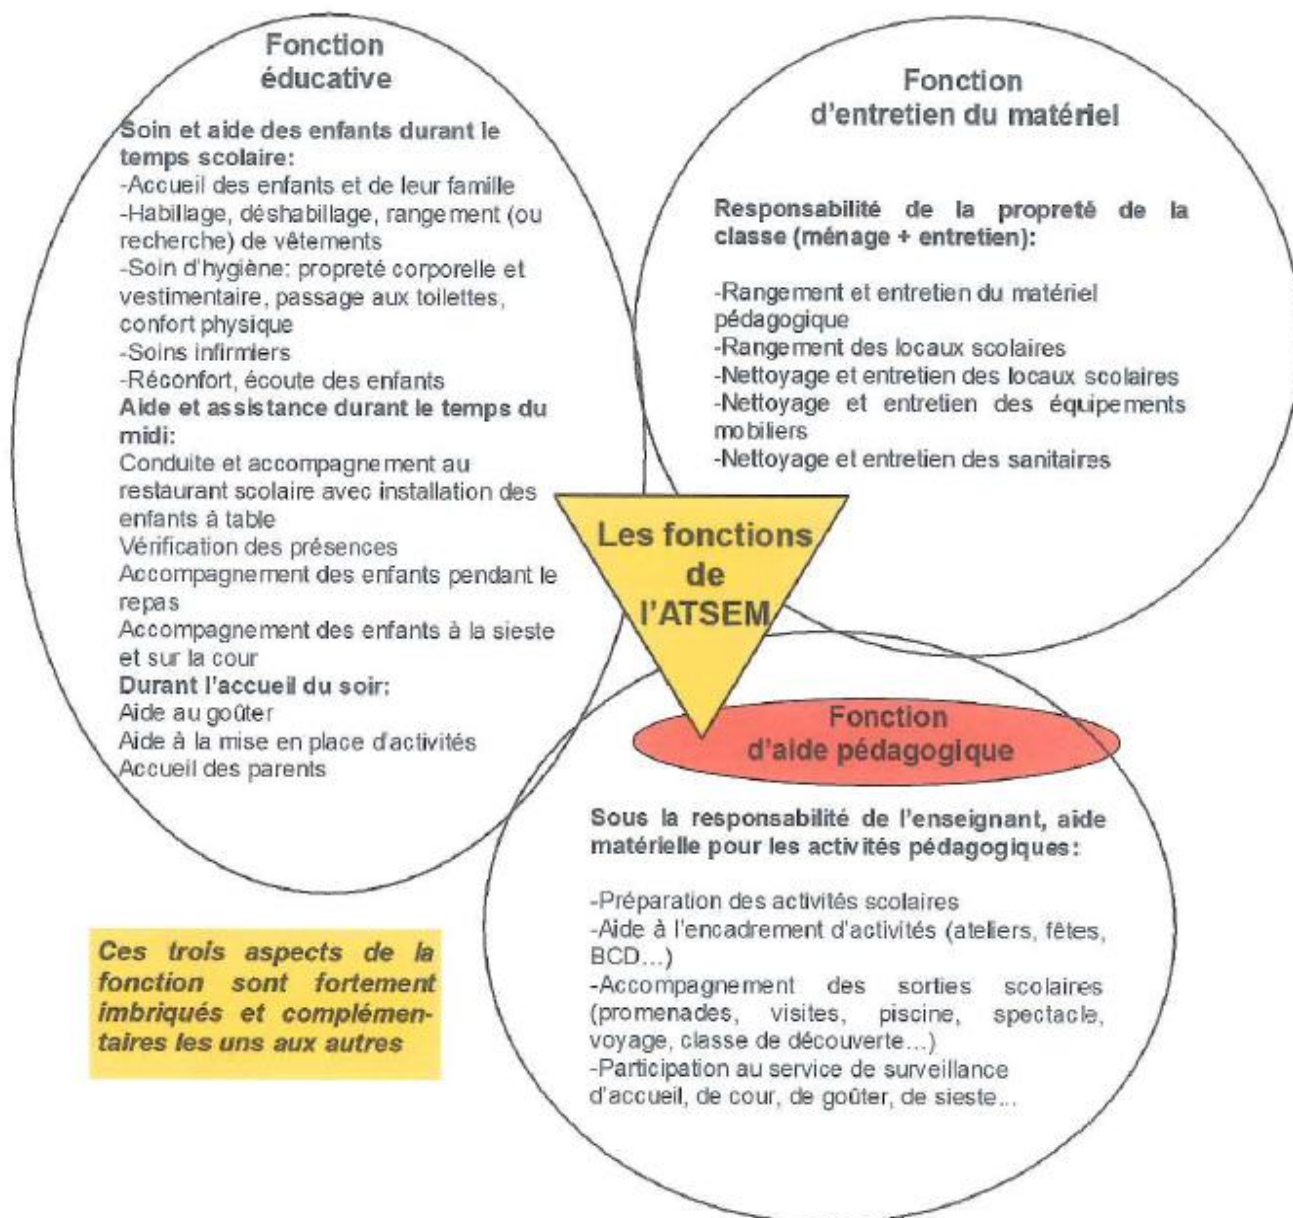 Fonction
éducative
Soin et aide des enfants durant le
temps scolaire:
-Accueil des enfants et de leur famille
-Habillage, déshabillage, rangement (ou
recherche) de vêtements
-Soin d'hygiène: propreté corporelle et
vestimentaire, passage aux toilettes,
confort physique
-Soins infirmiers
-Réconfort, écoute des enfants
Aide et assistance durant le temps du
midi:
Conduite et accompagnement au
restaurant scolaire avec installation des
enfants à table
Vérification des présences
Accompagnement des enfants pendant le
repas
Accompagnement des enfants à la sieste
et sur la cour
Durant l'accueil du soir:
Aide au goûter
Aide à la mise en place d'activités
Accueil des parents
Fonction
d'entretien du matériel
Responsabilité de la propreté de la
classe (ménage + entretien):
-Rangement et entretien du matériel
pédagogique
-Rangement des locaux scolaires
-Nettoyage et entretien des locaux scolaires
-Nettoyage et entretien des équipements
mobiliers
-Nettoyage et entretien des sanitaires
Les fonctions
de
l'ATSEM
Fonction
d'aide pédagogique
Sous la responsabilité de l'enseignant, aide
matérielle pour les activités pédagogiques:
-Préparation des activités scolaires
-Aide à l'encadrement d'activités (ateliers, fêtes,
BCD...)
-Accompagnement des sorties scolaires
(promenades, visites, piscine, spectacle,
voyage, classe de découverte...)
-Participation au service de surveillance
d'accueil, de cour, de goûter, de sieste...
Ces trois aspects de la
fonction sont fortement
imbriqués et complémen-
taires les uns aux autres